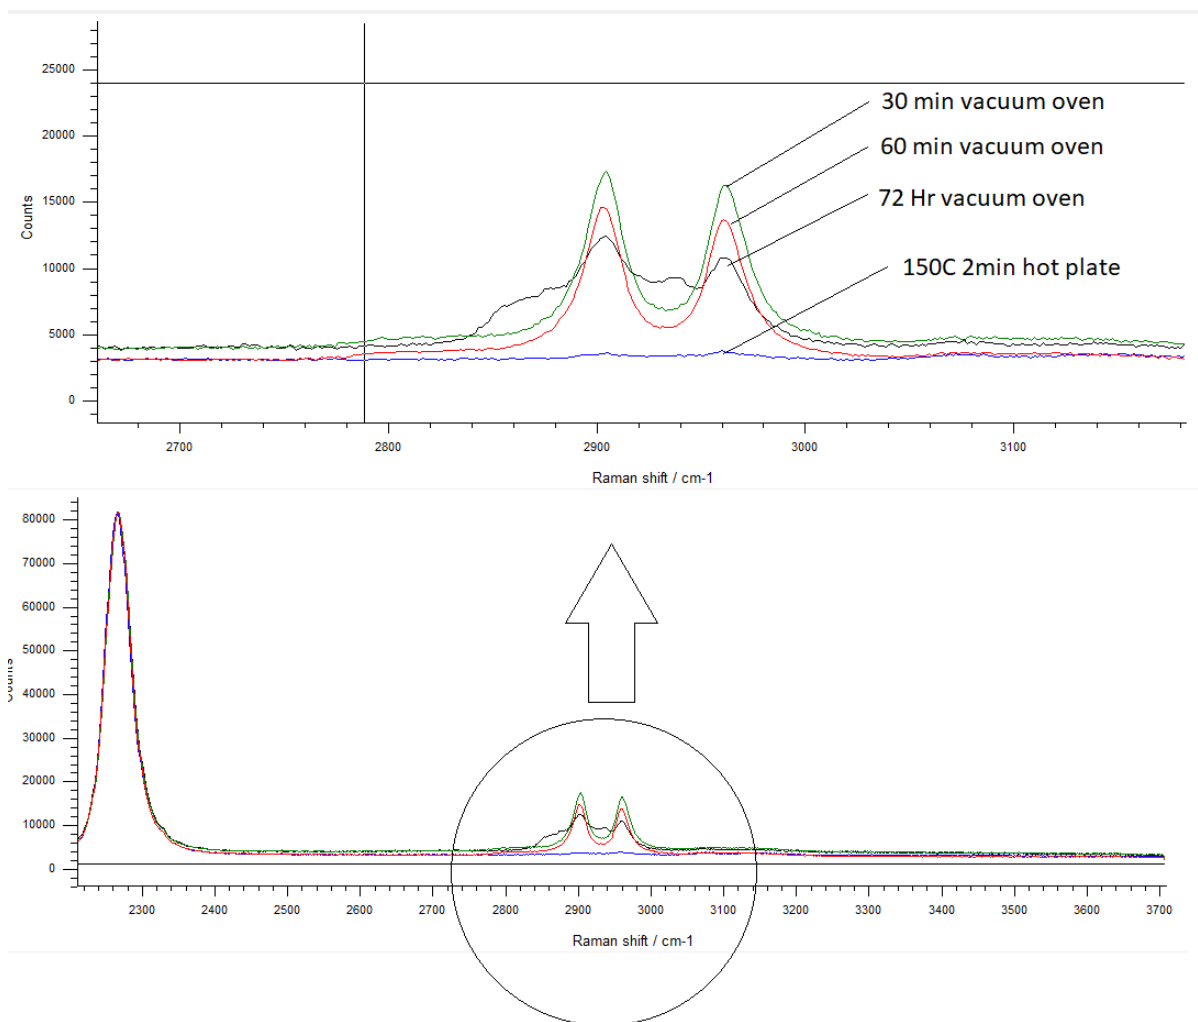 25000
20000
15000
10000
5000
0
Counts
30 min vacuum oven
60 min vacuum oven
72 Hr vacuum oven
150C 2min hot plate
2700 2800 2900 3000 3100
Raman shift / cm-1
80000
70000
60000
50000
40000
30000
20000
10000
0
Counts
2300 2400 2500 2600 2700 2800 2900 3000 3100 3200 3300 3400 3500 3600 3700
Raman shift / cm-1